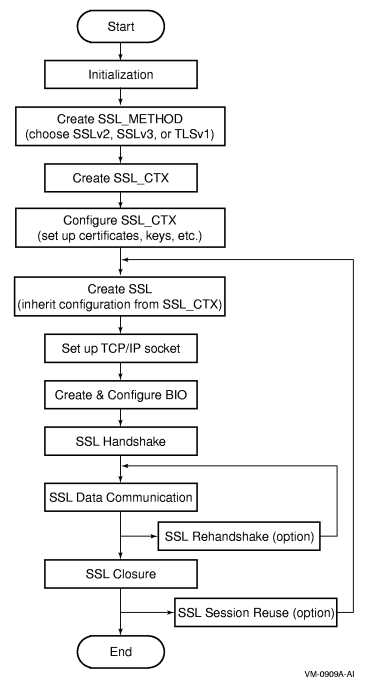 Start
Initialization
Create SSL_METHOD
(choose SSLv2, SSLv3, or TLSv1)
Create SSL_CTX
Configure SSL_CTX
(set up certificates, keys, etc.)
Create SSL
(inherit configuration from SSL_CTX)
Set up TCP/IP socket
Create & Configure BIO
SSL Handshake
SSL Data Communication
SSL Rehandshake (option)
SSL Closure
SSL Session Reuse (option)
End
VM-0909A-AI